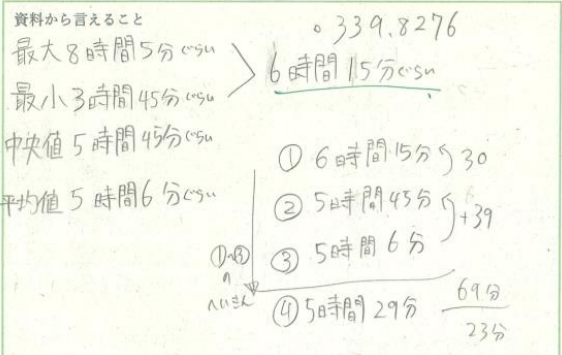 資料から言えること
339.8276
最大8時間5分ぐらい
最小3時間45分ぐらい
6時間15分ぐらい
中央値5時間45分ぐらい
平均値5時間6分ぐらい
① 6時間15分 30
② 5時間45分 +39
③ 5時間6分
①〜③
の
へいきん
④ 5時間29分
69分
23分